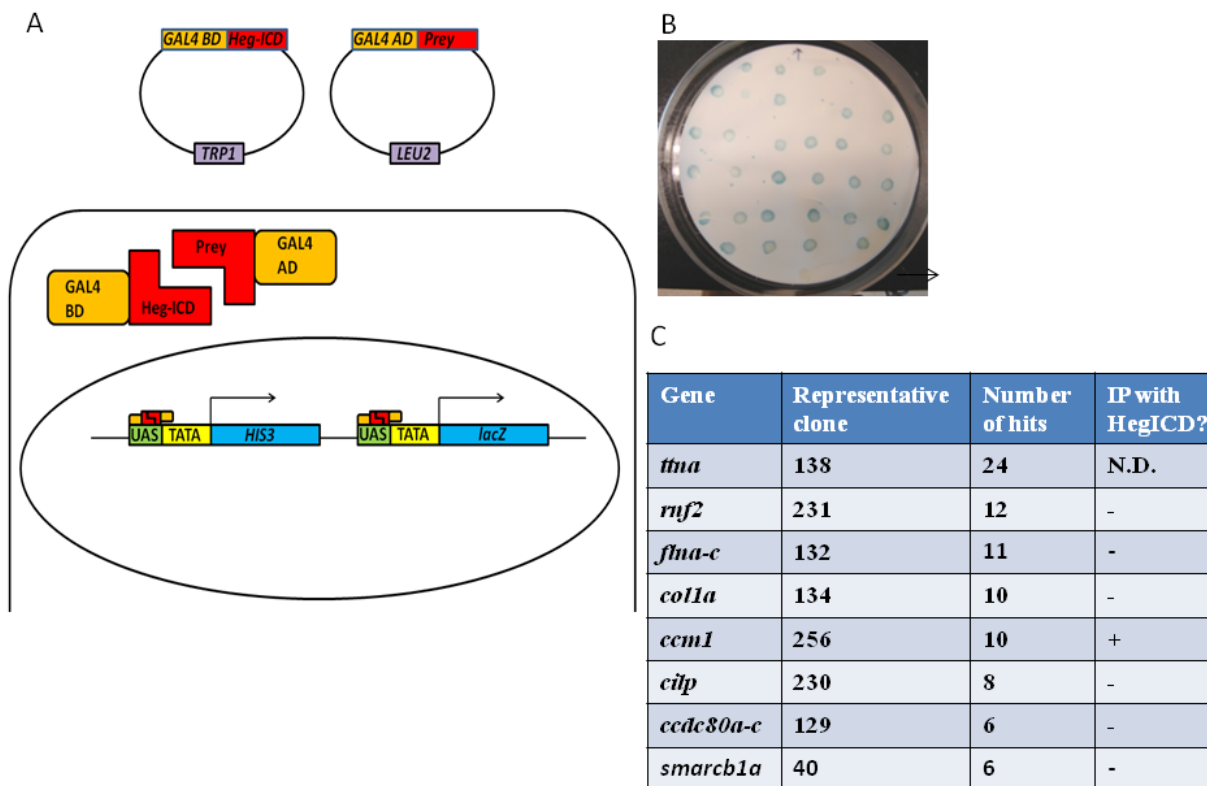 A
GAL4 BD Heg-ICD
GAL4 AD Prey
TRP1
LEU2
Prey
GAL4
AD
GAL4
BD
Heg-ICD
UAS TATA HIS3
UAS TATA lacZ
B
C
Gene Representative clone Number of hits IP with HegICD?
ttna 138 24 N.D.
rnf2 231 12 -
flna-c 132 11 -
col1a 134 10 -
ccm1 256 10 +
cilp 230 8 -
ccdc80a-c 129 6 -
smarcb1a 40 6 -